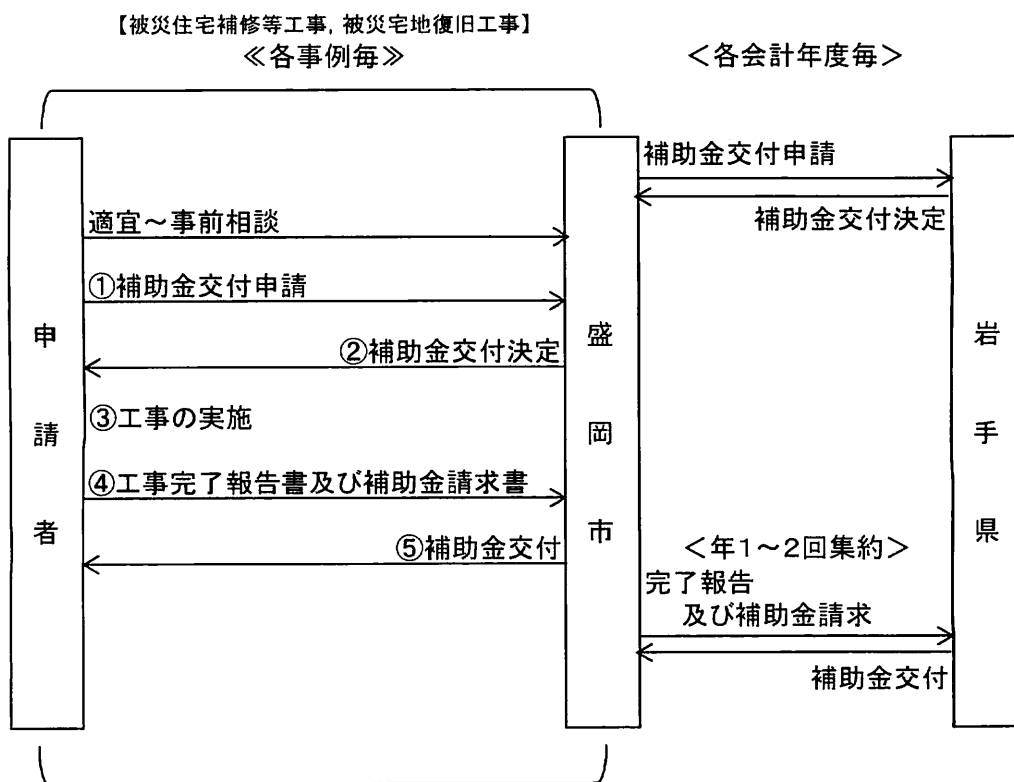 【被災住宅補修等工事, 被災宅地復旧工事】
≪各事例毎≫
＜各会計年度毎＞
補助金交付申請
補助金交付決定
適宜～事前相談
①補助金交付申請
②補助金交付決定
③工事の実施
④工事完了報告書及び補助金請求書
⑤補助金交付
＜年1～2回集約＞
完了報告
及び補助金請求
補助金交付
申請者
盛岡市
岩手県